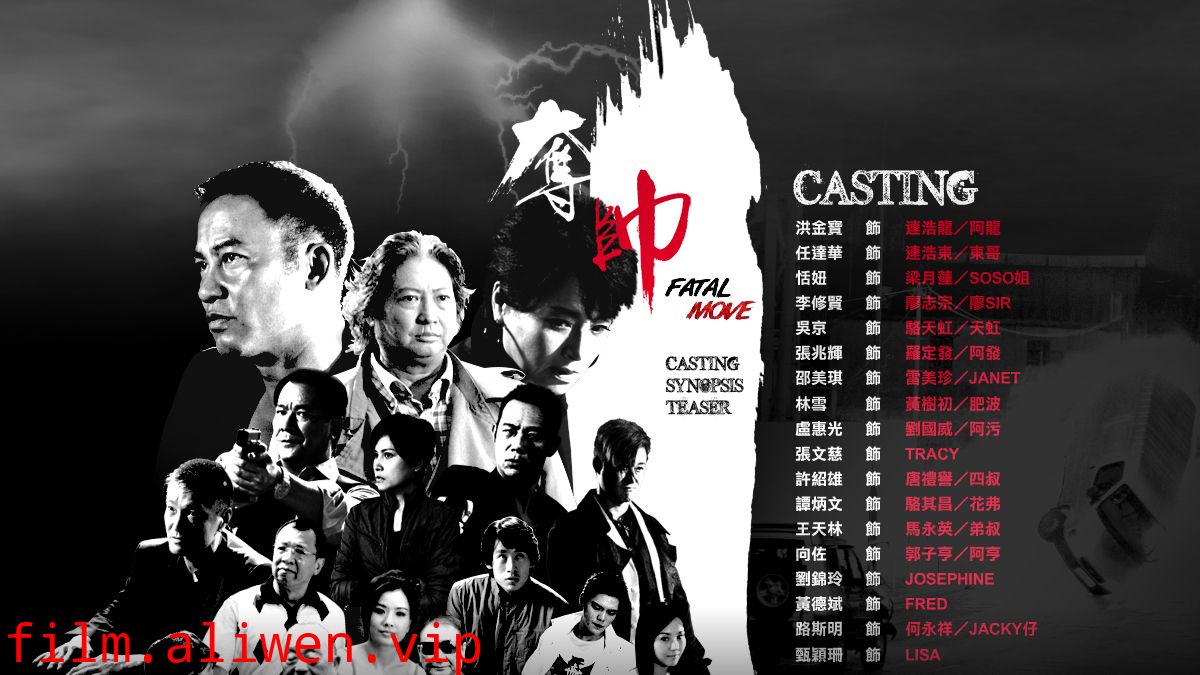 奪
帥
FATAL
MOVE
CASTING
SYNOPSIS
TEASER
CASTING
洪金寶 飾 連浩龍／阿龍
任達華 飾 連浩東／東哥
恬妞 飾 梁月蓮／SOSO姐
李修賢 飾 廖志宗／廖SIR
吳京 飾 駱天虹／天虹
張兆輝 飾 羅定發／阿發
邵美琪 飾 雷美珍／JANET
林雪 飾 黃樹初／肥波
盧惠光 飾 劉國威／阿污
張文慈 飾 TRACY
許紹雄 飾 唐禮譽／四叔
譚炳文 飾 駱其昌／花弗
王天林 飾 馬永英／弟叔
向佐 飾 郭子亨／阿亨
劉錦玲 飾 JOSEPHINE
黃德斌 飾 FRED
路斯明 飾 何永祥／JACKY仔
甄穎珊 飾 LISA
film.aliwen.vip